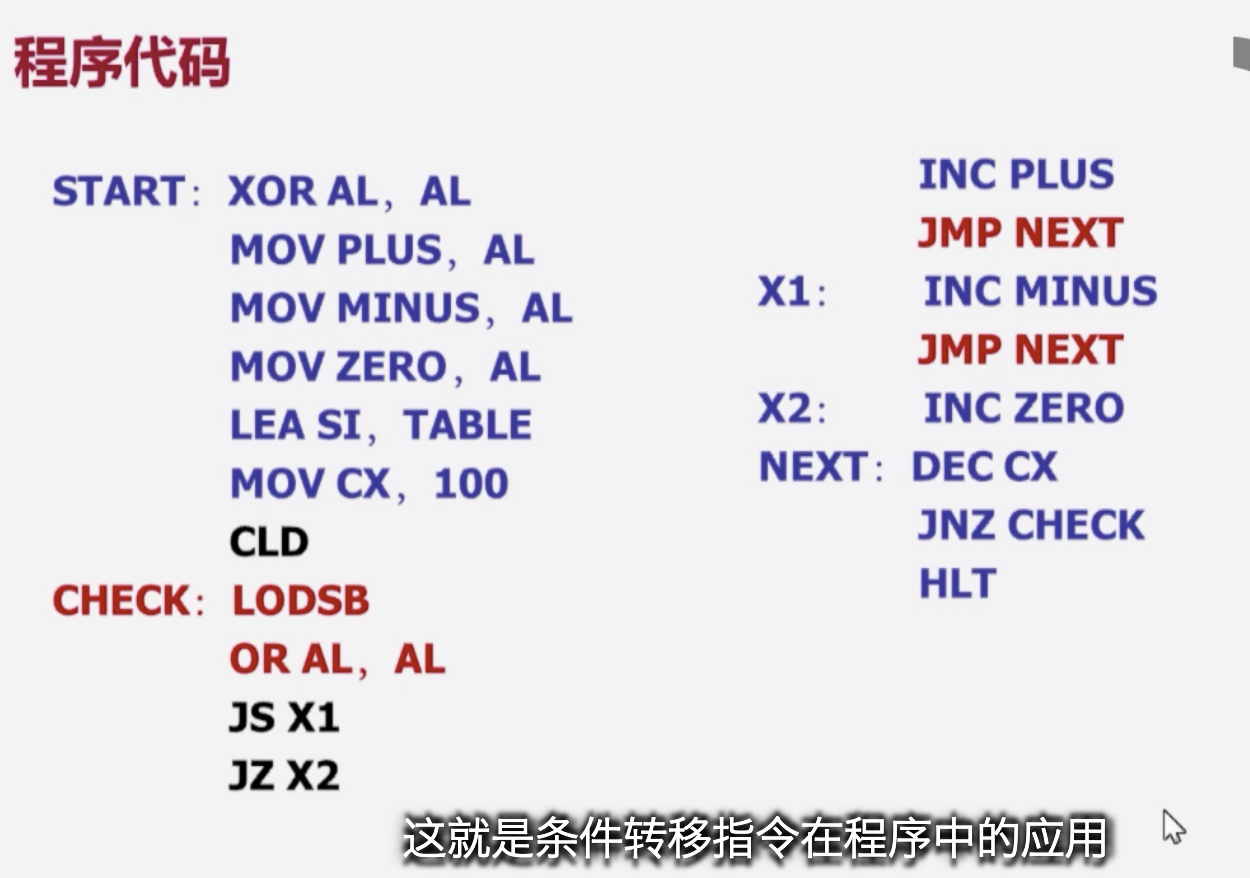 程序代码
START： XOR AL，AL
MOV PLUS，AL
MOV MINUS，AL
MOV ZERO，AL
LEA SI，TABLE
MOV CX，100
CLD
CHECK： LODSB
OR AL，AL
JS X1
JZ X2
INC PLUS
JMP NEXT
X1： INC MINUS
JMP NEXT
X2： INC ZERO
NEXT： DEC CX
JNZ CHECK
HLT
这就是条件转移指令在程序中的应用